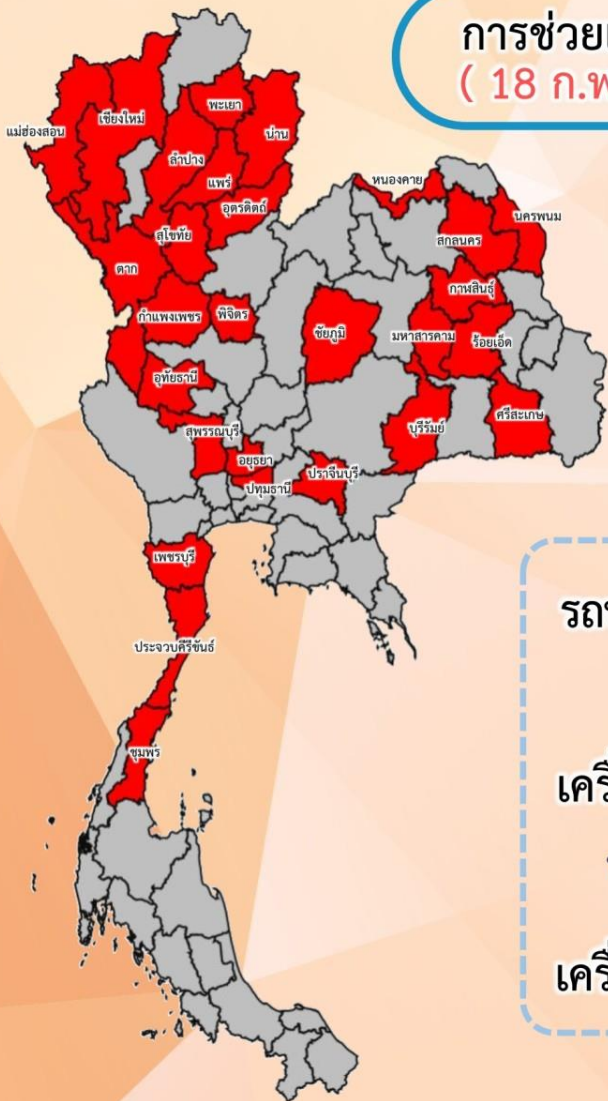 การช่วยเ
( 18 ก.พ
แม่ฮ่องสอน
เชียงใหม่
พะเยา
น่าน
ลำปาง
แพร่
อุตรดิตถ์
หนองคาย
นครพนม
สกลนคร
สุโขทัย
ตาก
กาฬสินธุ์
กำแพงเพชร
พิจิตร
ชัยภูมิ
มหาสารคาม
ร้อยเอ็ด
อุทัยธานี
ศรีสะเกษ
บุรีรัมย์
สุพรรณบุรี
อยุธยา
ปราจีนบุรี
ปทุมธานี
เพชรบุรี
รถ
ประจวบคีรีขันธ์
ชุมพร
เครื
เครื